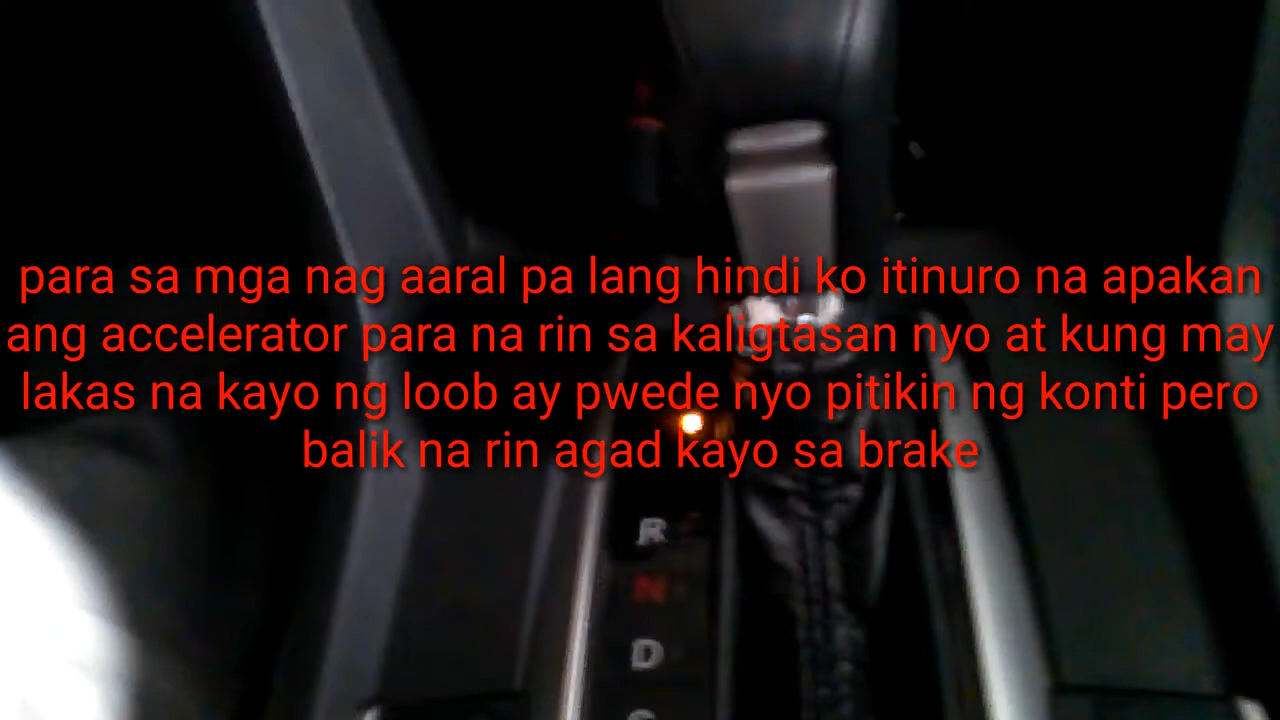 para sa mga nag aaral pa lang hindi ko itinuro na apakan
ang accelerator para na rin sa kaligtasan nyo at kung may
lakas na kayo ng loob ay pwede nyo pitikin ng konti pero
balik na rin agad kayo sa brake
R
N
D